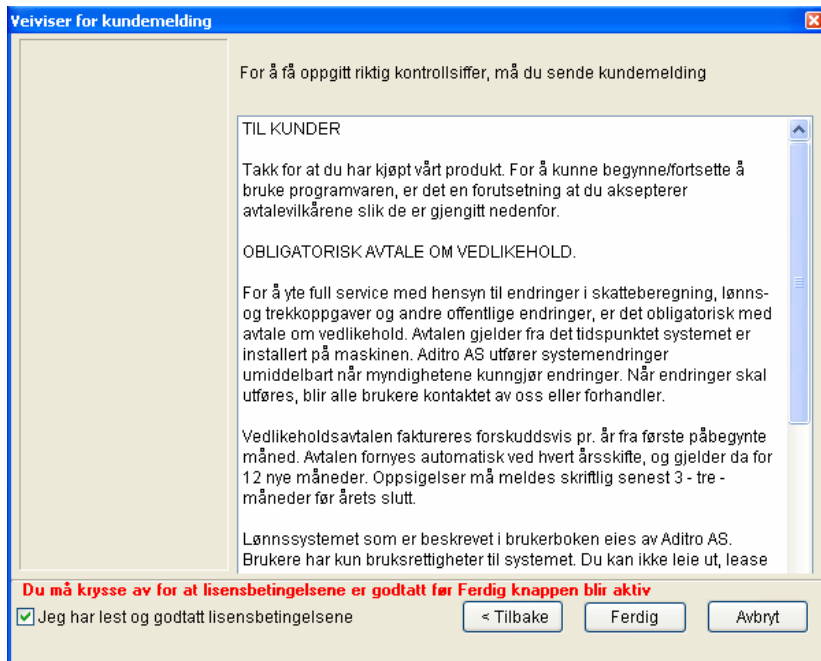 Veiviser for kundemelding
For å få oppgitt riktig kontrollsiffer, må du sende kundemelding
TIL KUNDER
Takk for at du har kjøpt vårt produkt. For å kunne begynne/fortsette å
bruke programvaren, er det en forutsetning at du aksepterer
avtalevilkårene slik de er gjengitt nedenfor.
OBLIGATORISK AVTALE OM VEDLIKEHOLD.
For å yte full service med hensyn til endringer i skatteberegning, lønns-
og trekkoppgaver og andre offentlige endringer, er det obligatorisk med
avtale om vedlikehold. Avtalen gjelder fra det tidspunktet systemet er
installert på maskinen. Aditro AS utfører systemendringer
umiddelbart når myndighetene kunngjør endringer. Når endringer skal
utføres, blir alle brukere kontaktet av oss eller forhandler.
Vedlikeholdsavtalen faktureres forskuddsvis pr. år fra første påbegynte
måned. Avtalen fornyes automatisk ved hvert årsskifte, og gjelder da for
12 nye måneder. Oppsigelser må meldes skriftlig senest 3 - tre -
måneder før årets slutt.
Lønnssystemet som er beskrevet i brukerboken eies av Aditro AS.
Brukere har kun bruksrettigheter til systemet. Du kan ikke leie ut, lease
Du må krysse av for at lisensbetingelsene er godtatt før Ferdig knappen blir aktiv
Jeg har lest og godtatt lisensbetingelsene
< Tilbake
Ferdig
Avbryt